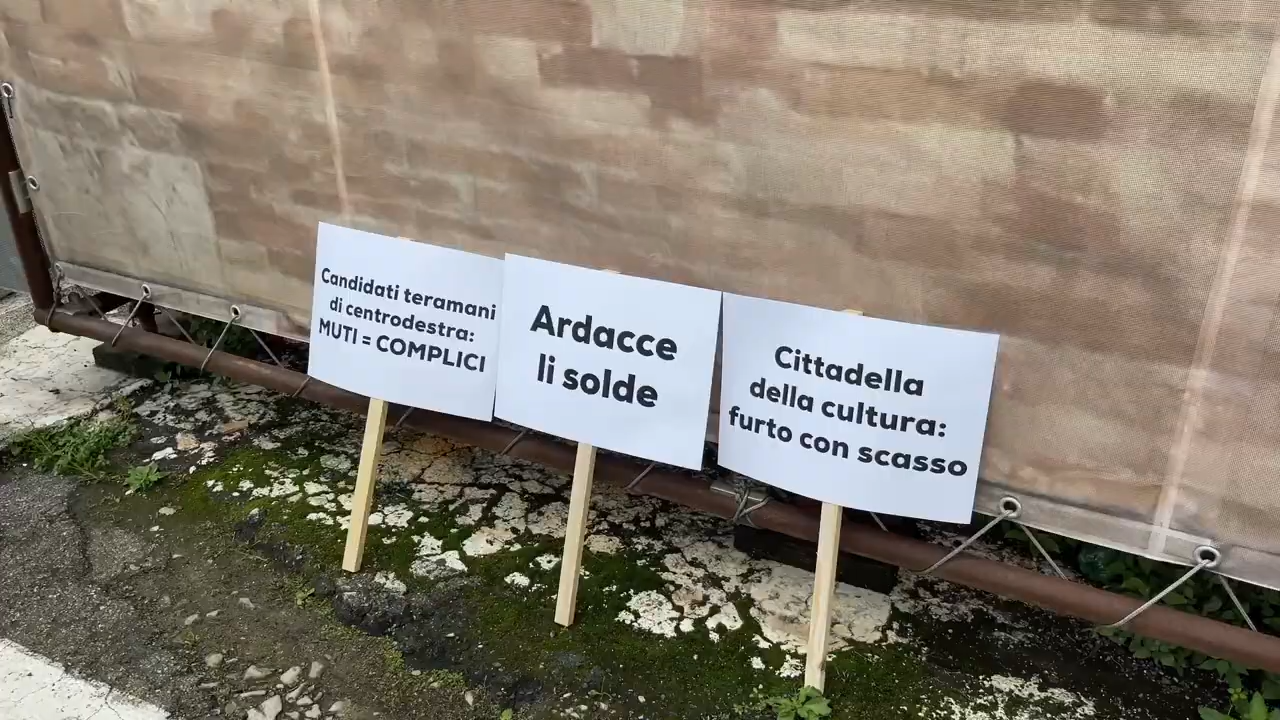 Candidati teramani
di centrodestra:
MUTI = COMPLICI
Ardacce
li solde
Cittadella
della cultura:
furto con scasso